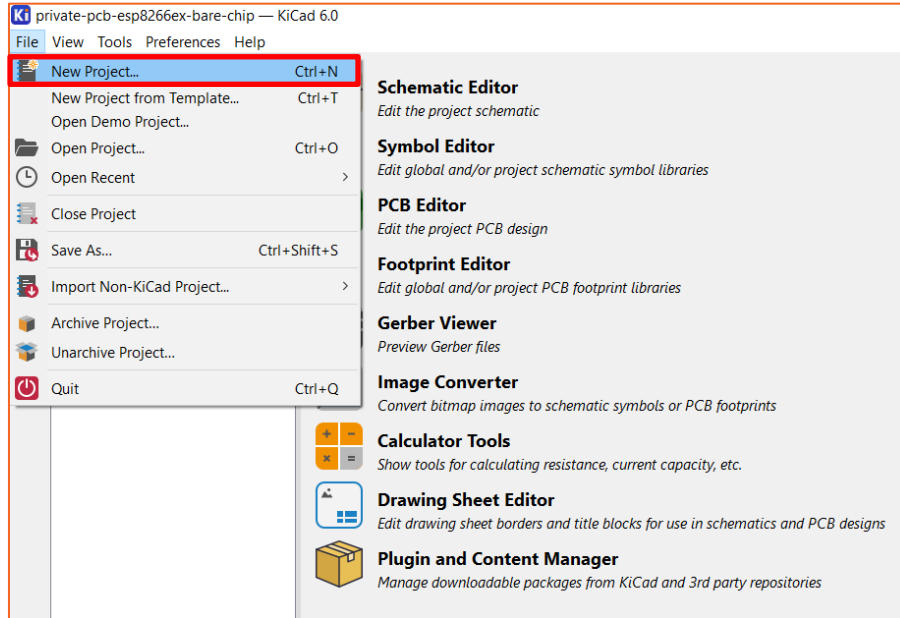 Ki private-pcb-esp8266ex-bare-chip — KiCad 6.0
File View Tools Preferences Help
New Project... Ctrl+N
New Project from Template... Ctrl+T
Open Demo Project...
Open Project... Ctrl+O
Open Recent
Close Project
Save As... Ctrl+Shift+S
Import Non-KiCad Project...
Archive Project...
Unarchive Project...
Quit Ctrl+Q
Schematic Editor
Edit the project schematic
Symbol Editor
Edit global and/or project schematic symbol libraries
PCB Editor
Edit the project PCB design
Footprint Editor
Edit global and/or project PCB footprint libraries
Gerber Viewer
Preview Gerber files
Image Converter
Convert bitmap images to schematic symbols or PCB footprints
Calculator Tools
Show tools for calculating resistance, current capacity, etc.
Drawing Sheet Editor
Edit drawing sheet borders and title blocks for use in schematics and PCB designs
Plugin and Content Manager
Manage downloadable packages from KiCad and 3rd party repositories